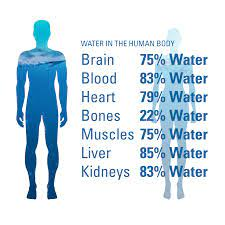 WATER IN THE HUMAN BODY
Brain 75% Water
Blood 83% Water
Heart 79% Water
Bones 22% Water
Muscles 75% Water
Liver 85% Water
Kidneys 83% Water